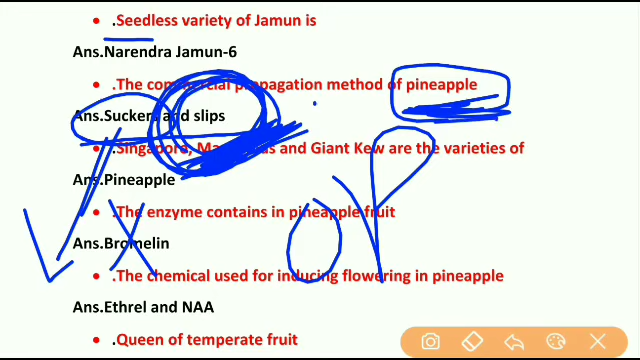 • .Seedless variety of Jamun is
Ans.Narendra Jamun-6
• .The commercial propagation method of pineapple
Ans.Suckers and slips
• .Singapora, and Giant Kew are the varieties of
Ans.Pineapple
• .The enzyme contains in pineapple fruit
Ans.Bromelin
• .The chemical used for inducing flowering in pineapple
Ans.Ethrel and NAA
• .Queen of temperate fruit